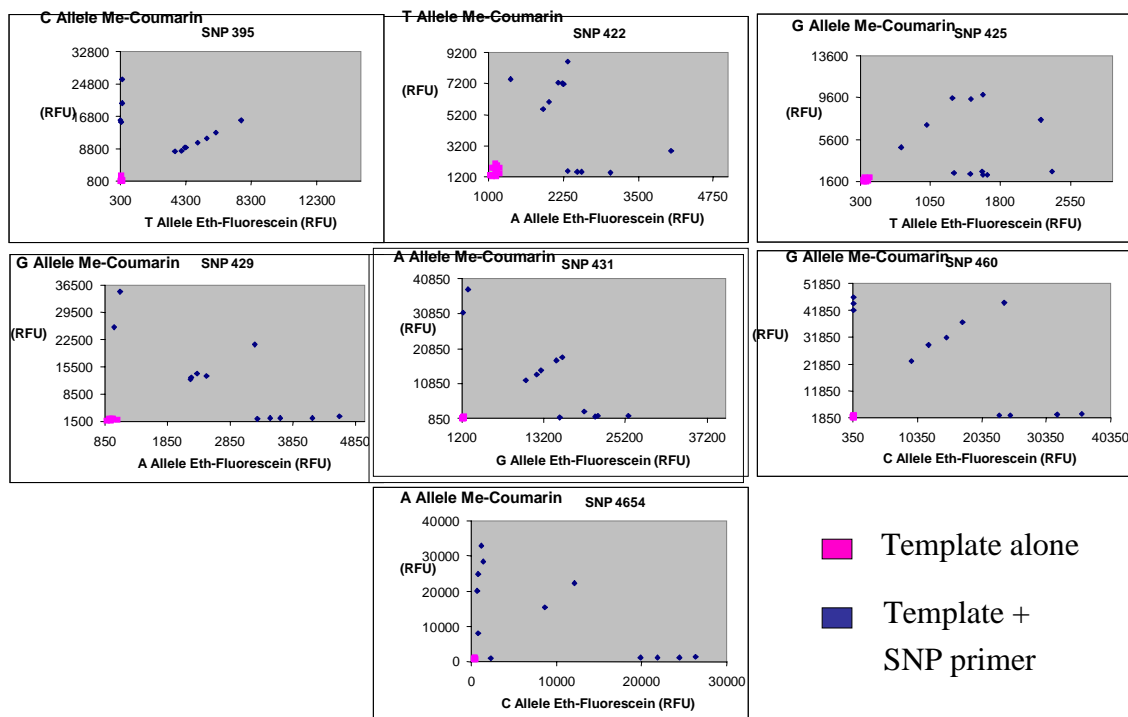 C Allele Me-Coumarin
SNP 395
(RFU)
32800
24800
16800
8800
800
300 4300 8300 12300
T Allele Eth-Fluorescein (RFU)
T Allele Me-Coumarin
SNP 422
(RFU)
9200
7200
5200
3200
1200
1000 2250 3500 4750
A Allele Eth-Fluorescein (RFU)
G Allele Me-Coumarin
SNP 425
(RFU)
13600
9600
5600
1600
300 1050 1800 2550
T Allele Eth-Fluorescein (RFU)
G Allele Me-Coumarin
SNP 429
(RFU)
36500
29500
22500
15500
8500
1500
850 1850 2850 3850 4850
A Allele Eth-Fluorescein (RFU)
A Allele Me-Coumarin
SNP 431
(RFU)
40850
30850
20850
10850
850
1200 13200 25200 37200
G Allele Eth-Fluorescein (RFU)
G Allele Me-Coumarin
SNP 460
(RFU)
51850
41850
31850
21850
11850
1850
350 10350 20350 30350 40350
C Allele Eth-Fluorescein (RFU)
A Allele Me-Coumarin
SNP 4654
(RFU)
40000
30000
20000
10000
0
0 10000 20000 30000
C Allele Eth-Fluorescein (RFU)
Template alone
Template +
SNP primer